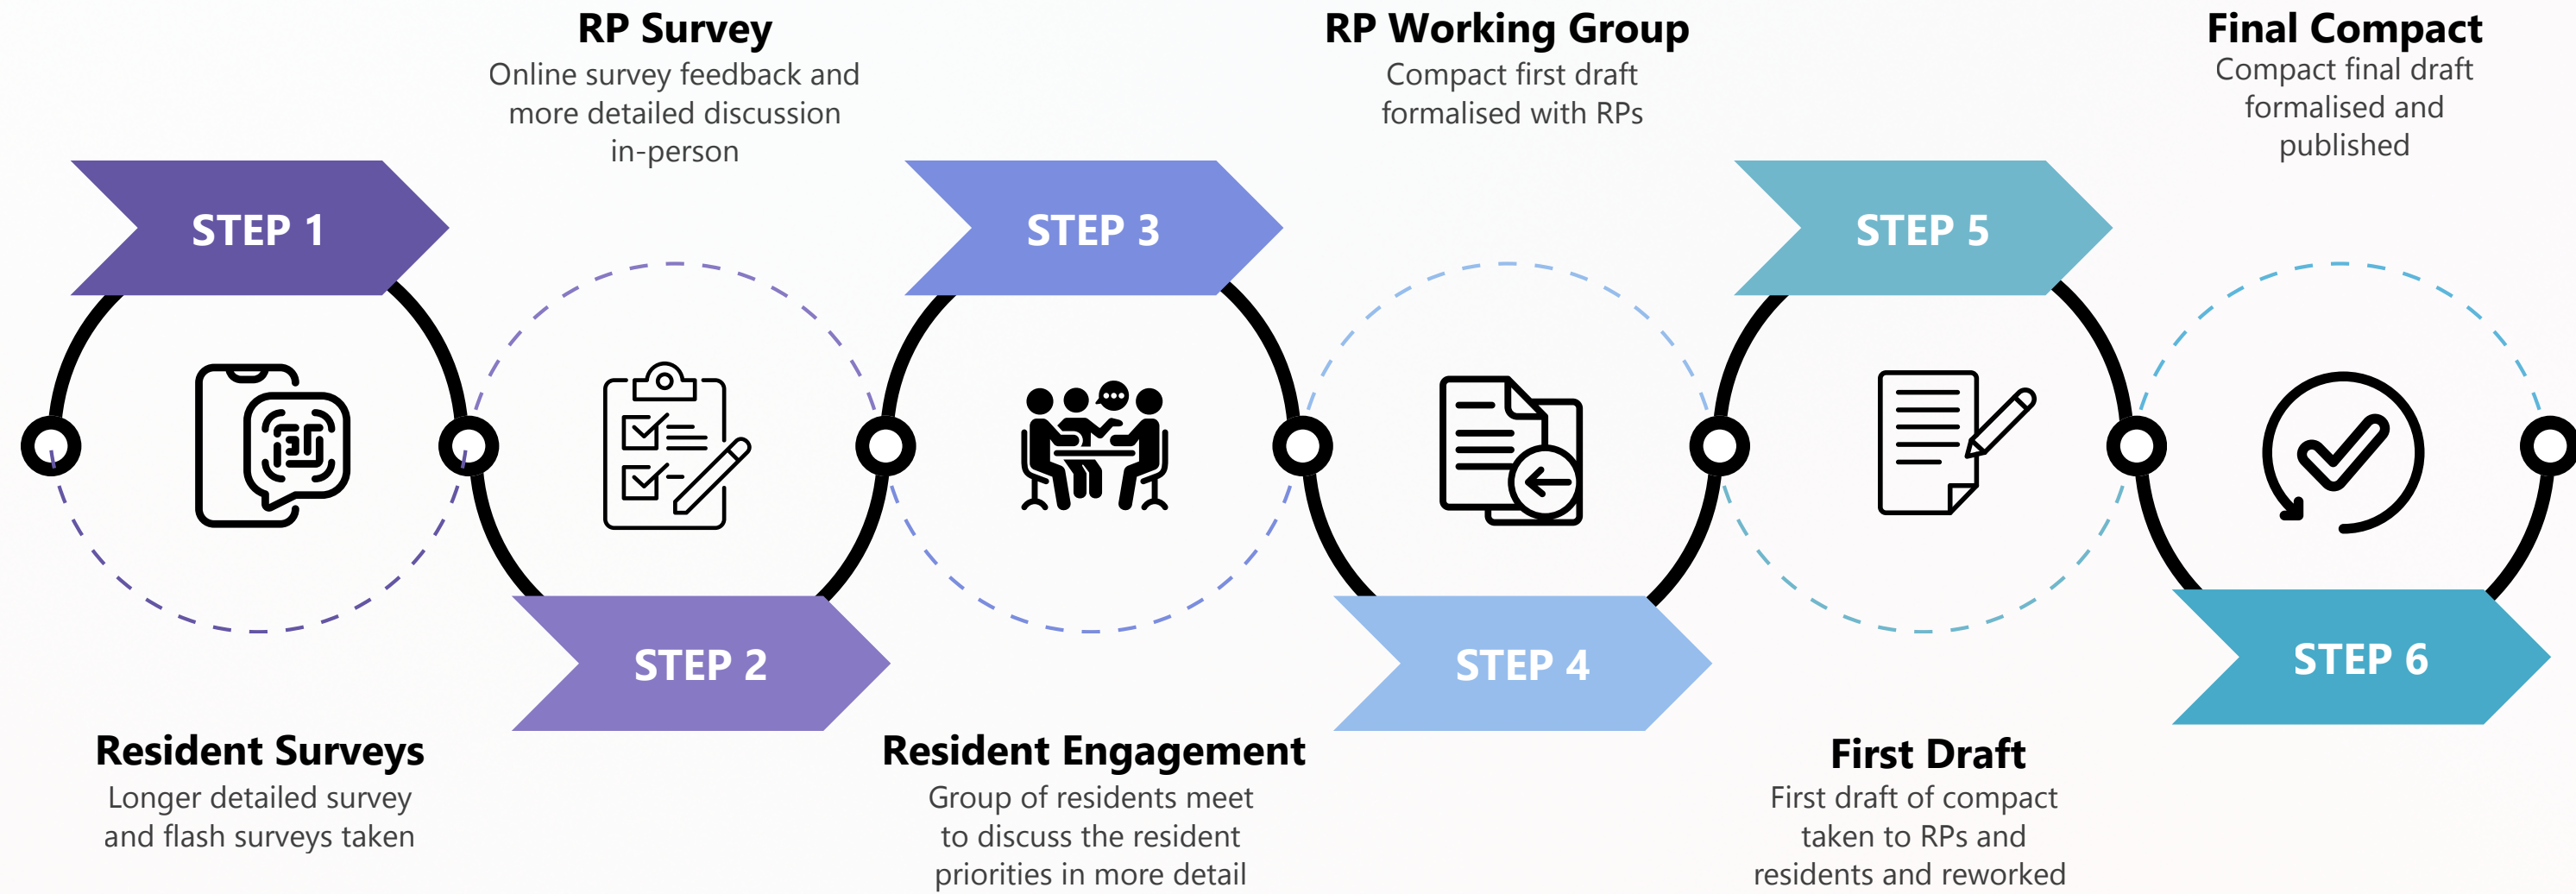 STEP 1
Resident Surveys
Longer detailed survey
and flash surveys taken
RP Survey
Online survey feedback and
more detailed discussion
in-person
STEP 2
STEP 3
Resident Engagement
Group of residents meet
to discuss the resident
priorities in more detail
RP Working Group
Compact first draft
formalised with RPs
STEP 4
STEP 5
First Draft
First draft of compact
taken to RPs and
residents and reworked
Final Compact
Compact final draft
formalised and
published
STEP 6